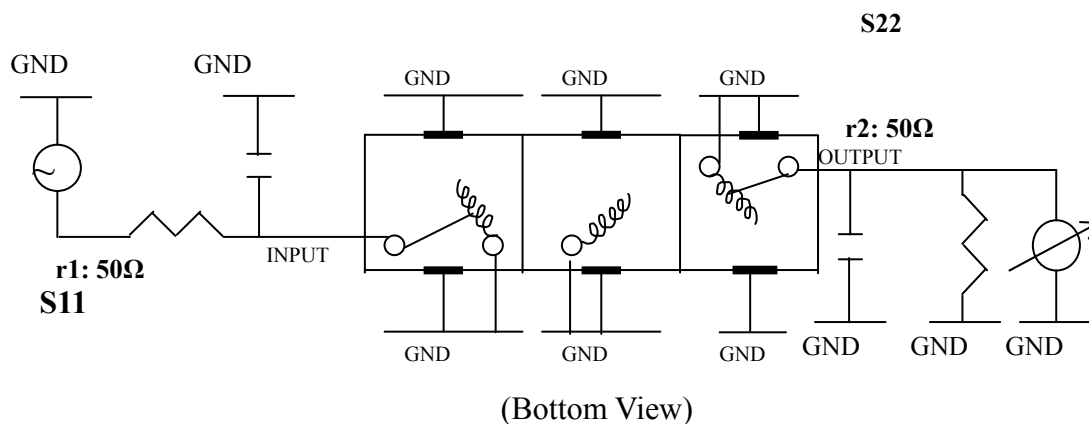 S22
GND
GND
GND
GND
GND
r2: 50Ω
OUTPUT
INPUT
r1: 50Ω
S11
GND
GND
GND
GND
GND
GND
(Bottom View)